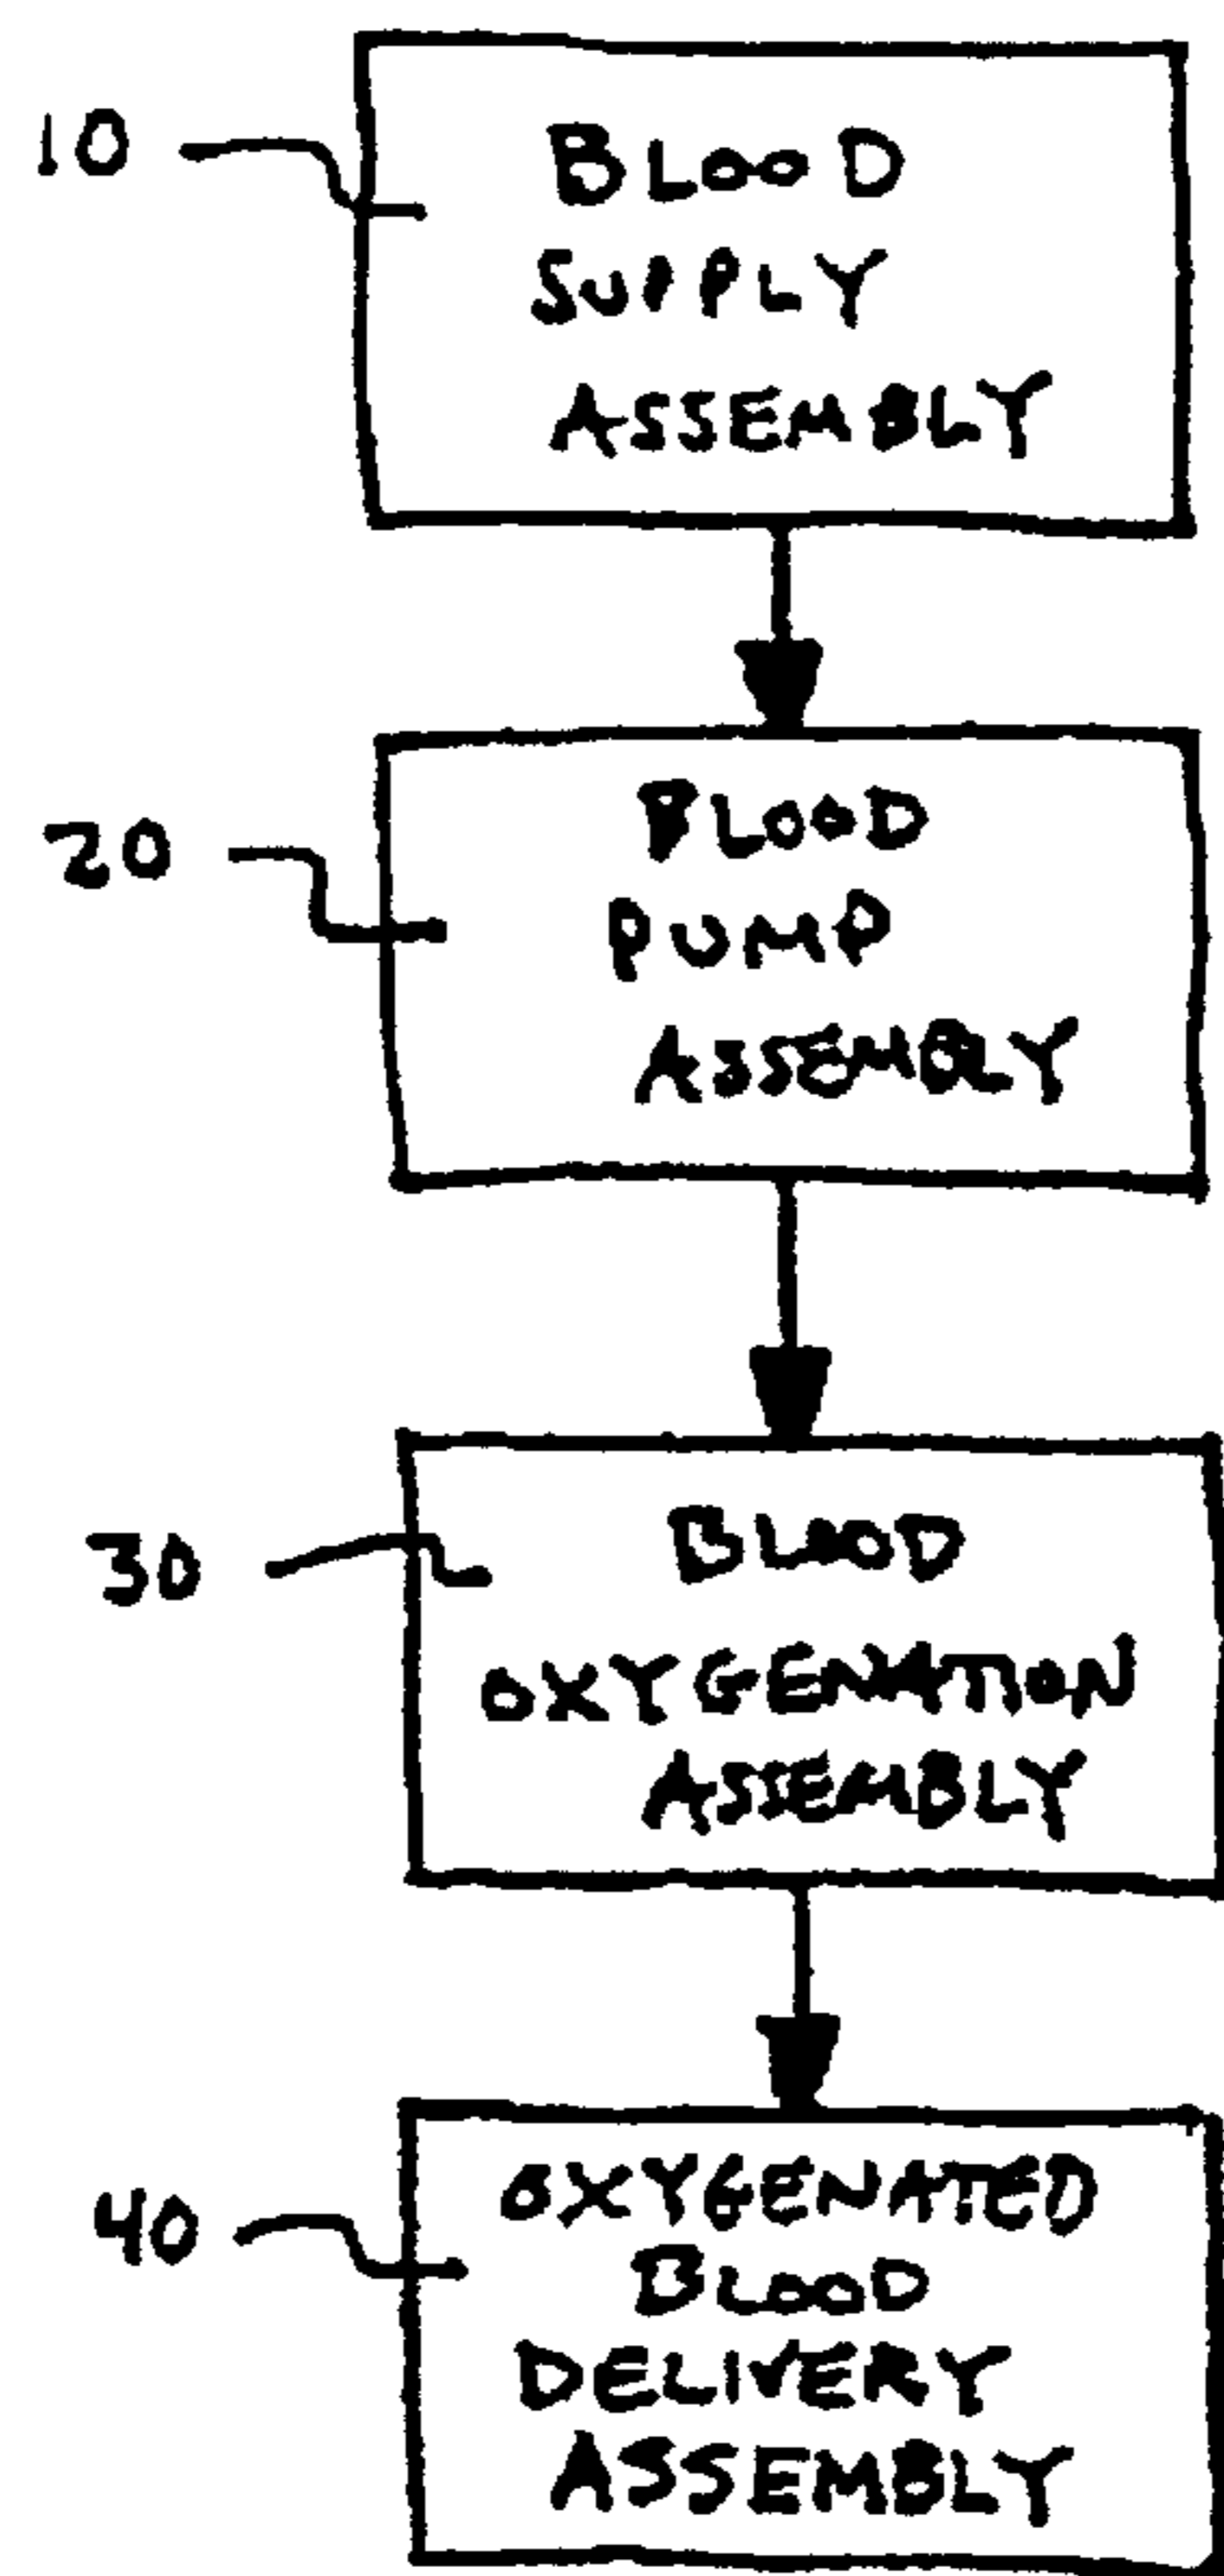 10
BLOOD
SUPPLY
ASSEMBLY
20
BLOOD
PUMP
ASSEMBLY
30
BLOOD
OXYGENATION
ASSEMBLY
40
OXYGENATED
BLOOD
DELIVERY
ASSEMBLY